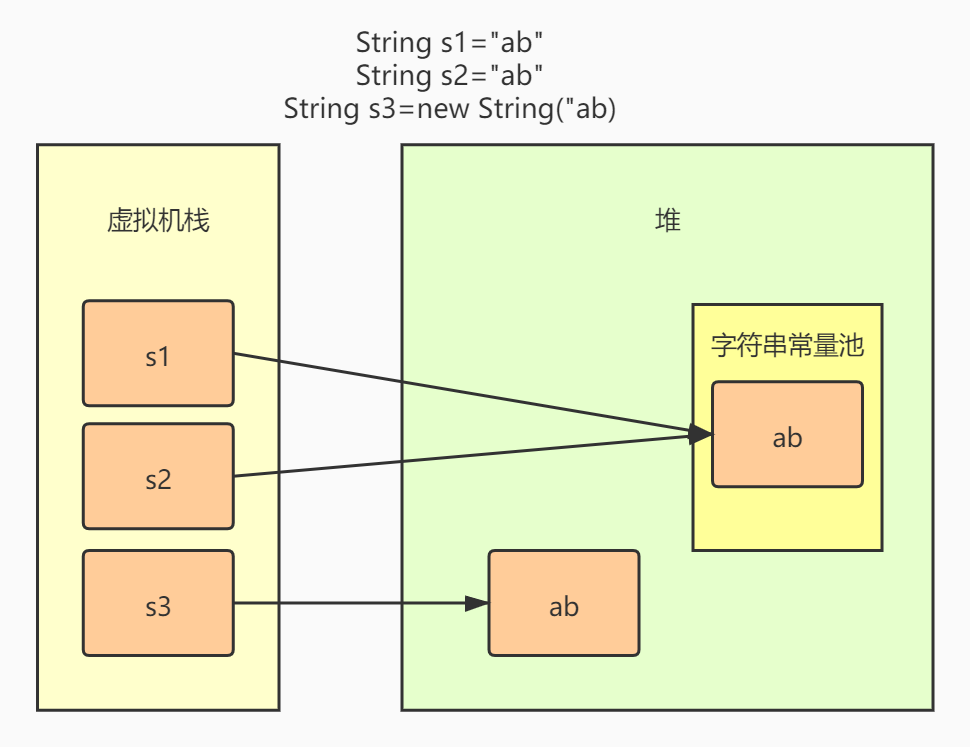 String s1="ab"
String s2="ab"
String s3=new String("ab)
虚拟机栈
堆
s1
字符串常量池
ab
s2
s3
ab